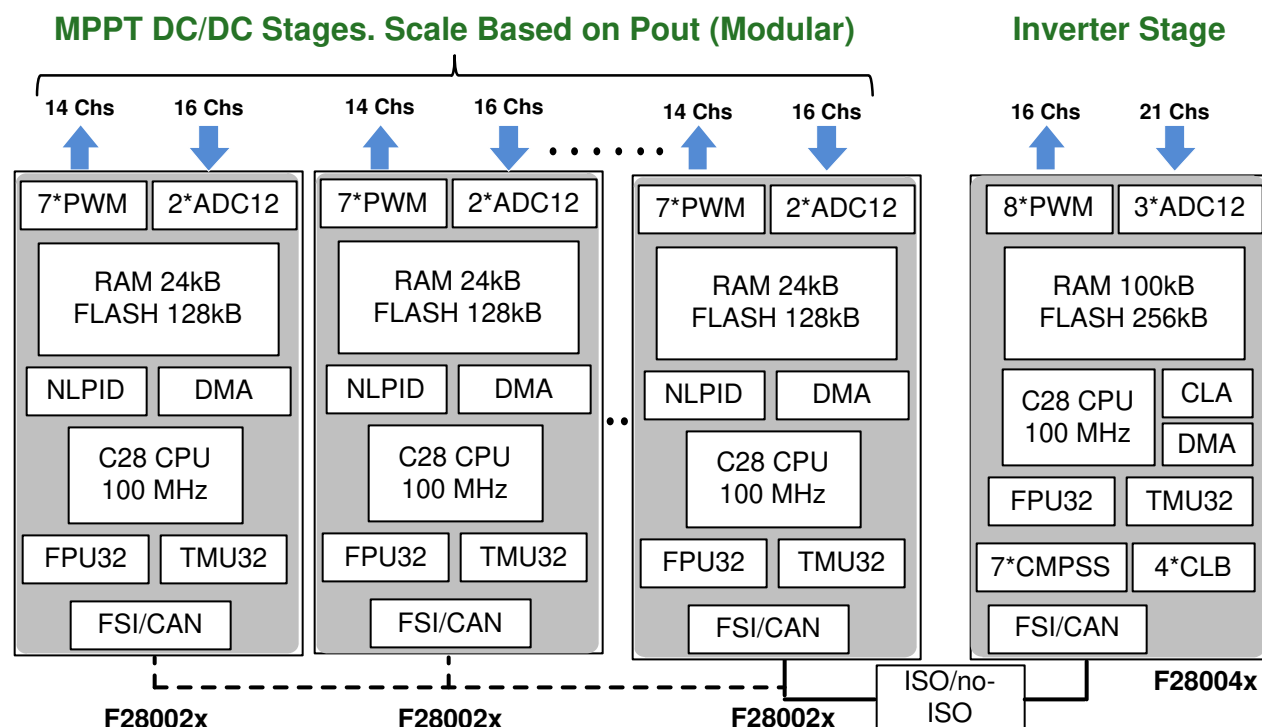 MPPT DC/DC Stages. Scale Based on Pout (Modular)
Inverter Stage
14 Chs
16 Chs
14 Chs
16 Chs
14 Chs
16 Chs
16 Chs
21 Chs
7*PWM
2*ADC12
RAM 24kB
FLASH 128kB
NLPID
DMA
C28 CPU
100 MHz
FPU32
TMU32
FSI/CAN
F28002x
7*PWM
2*ADC12
RAM 24kB
FLASH 128kB
NLPID
DMA
C28 CPU
100 MHz
FPU32
TMU32
FSI/CAN
F28002x
7*PWM
2*ADC12
RAM 24kB
FLASH 128kB
NLPID
DMA
C28 CPU
100 MHz
FPU32
TMU32
FSI/CAN
F28002x
8*PWM
3*ADC12
RAM 100kB
FLASH 256kB
C28 CPU
100 MHz
CLA
DMA
FPU32
TMU32
7*CMPSS
4*CLB
FSI/CAN
F28004x
ISO/no-
ISO